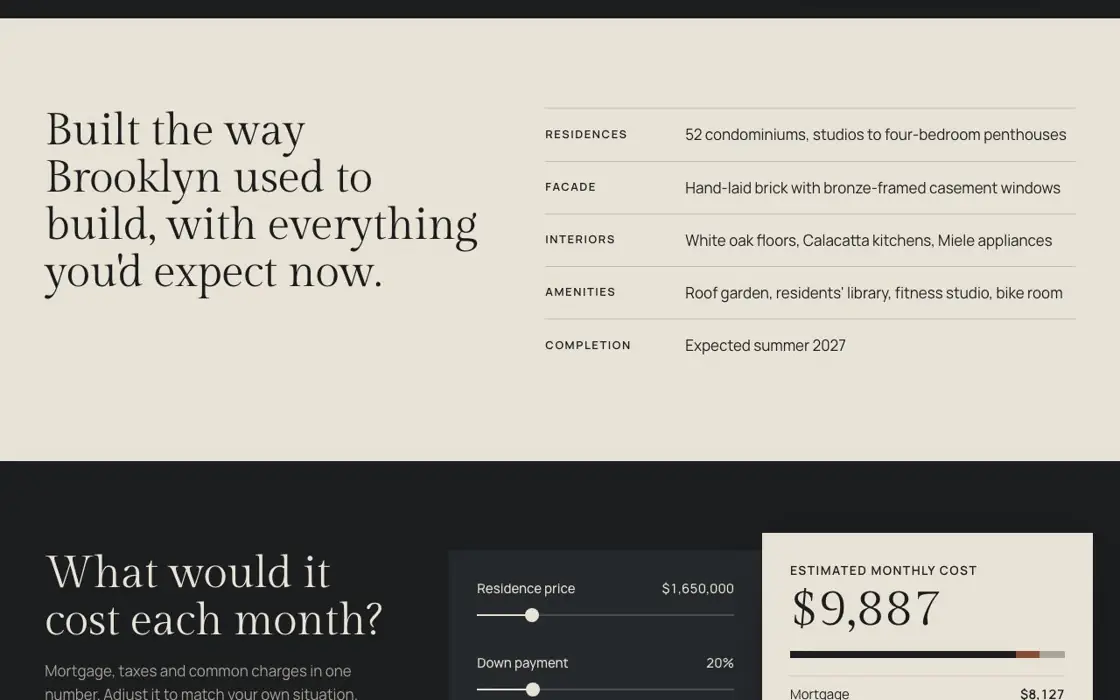 Built the way
Brooklyn used to
build, with everything
you'd expect now.
RESIDENCES 52 condominiums, studios to four-bedroom penthouses
FACADE Hand-laid brick with bronze-framed casement windows
INTERIORS White oak floors, Calacatta kitchens, Miele appliances
AMENITIES Roof garden, residents' library, fitness studio, bike room
COMPLETION Expected summer 2027
What would it
cost each month?
Mortgage, taxes and common charges in one
number. Adjust it to match your own situation.
Residence price $1,650,000
Down payment 20%
ESTIMATED MONTHLY COST
$9,887
Mortgage $8,127